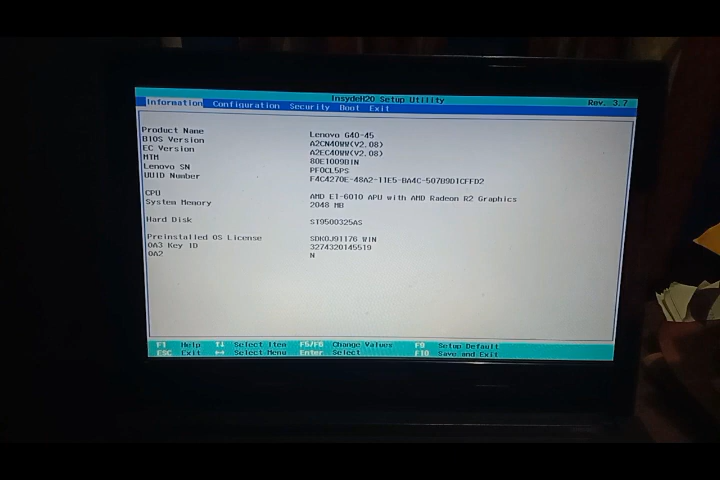 InsydeH20 Setup Utility Rev. 3.7
Information Configuration Security Boot Exit
Product Name Lenovo G40-45
BIOS Version A2CN40WW(V2.08)
EC Version A2EC40WW(V2.08)
MTM 80E1009BIN
Lenovo SN PF0CL5PS
UUID Number F4C4270E-48A2-11E5-BA4C-507B9D1CFFD2
CPU AMD E1-6010 APU with AMD Radeon R2 Graphics
System Memory 2048 MB
Hard Disk ST9500325AS
Preinstalled OS License SDK0J91176 WIN
OA3 Key ID 3274320145519
OA2 N
F1 Help ↑↓ Select Item F5/F6 Change Values F9 Setup Default
ESC Exit ↔ Select Menu Enter Select F10 Save and Exit